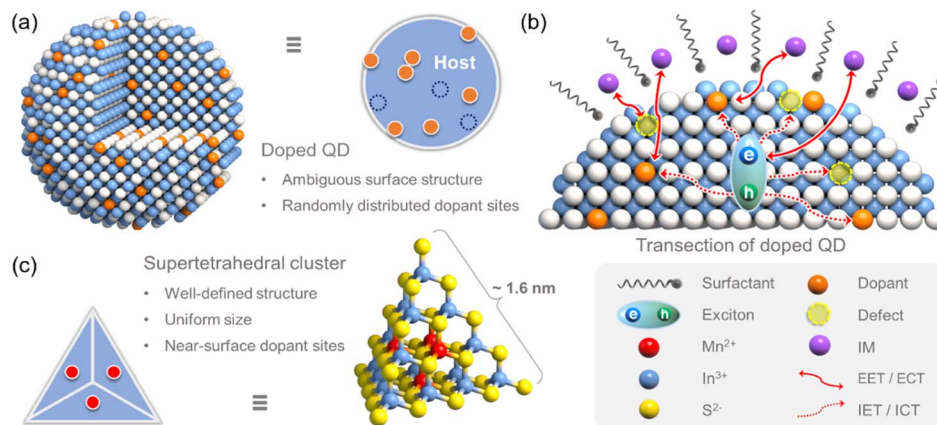 (a)
≡
Host
Doped QD
• Ambiguous surface structure
• Randomly distributed dopant sites
(b)
IM
e
h
Transection of doped QD
(c)
Supertetrahedral cluster
• Well-defined structure
• Uniform size
• Near-surface dopant sites
≡
~ 1.6 nm
Surfactant
Dopant
e h
Exciton
Defect
Mn²⁺
IM
In³⁺
EET / ECT
S²⁻
IET / ICT